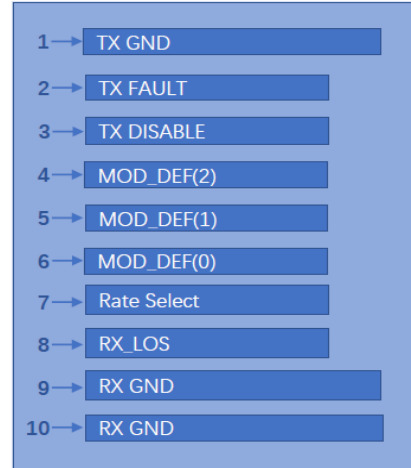 1 TX GND
2 TX FAULT
3 TX DISABLE
4 MOD_DEF(2)
5 MOD_DEF(1)
6 MOD_DEF(0)
7 Rate Select
8 RX_LOS
9 RX GND
10 RX GND